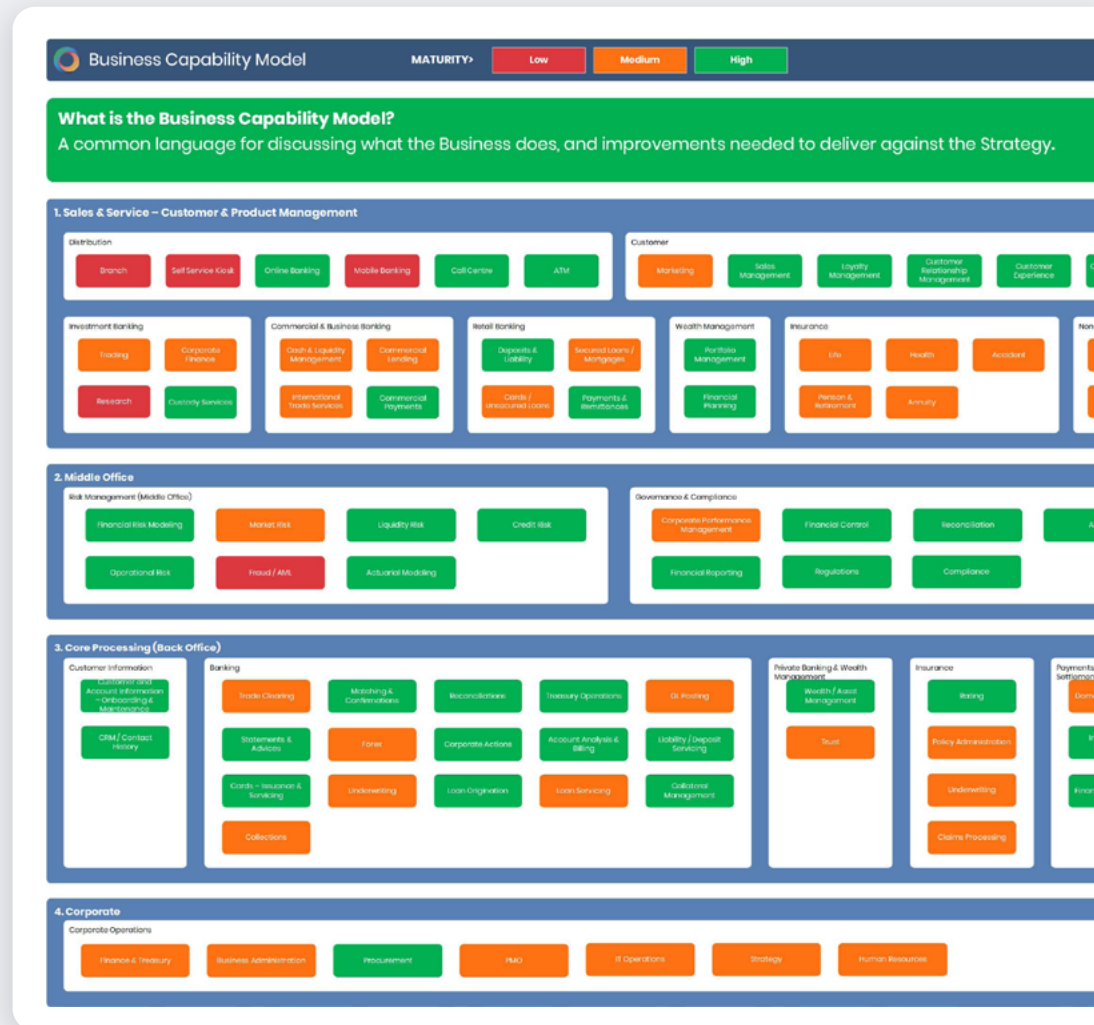 Business Capability Model
MATURITY>
Low
Medium
High
What is the Business Capability Model?
A common language for discussing what the Business does, and improvements needed to deliver against the Strategy.
1. Sales & Service – Customer & Product Management
Distribution
Branch
Self Service Kiosk
Online Banking
Mobile Banking
Call Centre
ATM
Customer
Marketing
Sales
Management
Loyalty
Management
Customer
Relationship
Management
Customer
Experience
Investment Banking
Trading
Corporate
Finance
Research
Custody Services
Commercial & Business Banking
Cash & Liquidity
Management
Commercial
Lending
International
Trade Services
Commercial
Payments
Retail Banking
Deposits &
Liability
Secured Loans /
Mortgages
Cards /
Unsecured Loans
Payments &
Remittances
Wealth Management
Portfolio
Management
Financial
Planning
Insurance
Life
Health
Accident
Pension &
Retirement
Annuity
Non
2. Middle Office
Risk Management (Middle Office)
Financial Risk Modeling
Market Risk
Liquidity Risk
Credit Risk
Operational Risk
Fraud / AML
Actuarial Modeling
Governance & Compliance
Corporate Performance
Management
Financial Control
Reconciliation
A
Financial Reporting
Regulations
Compliance
3. Core Processing (Back Office)
Customer Information
Customer and
Account Information
– Onboarding &
Maintenance
CRM / Contact
History
Banking
Trade Clearing
Matching &
Confirmations
Reconciliations
Treasury Operations
GL Posting
Statements &
Advices
Forex
Corporate Actions
Account Analysis &
Billing
Liability / Deposit
Servicing
Cards – Issuance &
Servicing
Underwriting
Loan Origination
Loan Servicing
Collateral
Management
Collections
Private Banking & Wealth
Management
Wealth / Asset
Management
Trust
Insurance
Rating
Policy Administration
Underwriting
Claims Processing
Payments
Settlemen
Dom
In
Finan
4. Corporate
Corporate Operations
Finance & Treasury
Business Administration
Procurement
PMO
IT Operations
Strategy
Human Resources